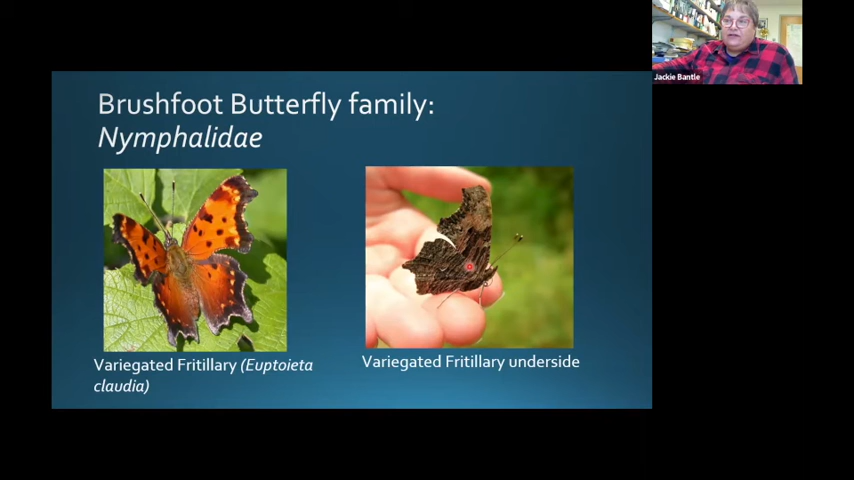 Jackie Bantle
Brushfoot Butterfly family:
Nymphalidae
Variegated Fritillary (Euptoieta
claudia)
Variegated Fritillary underside